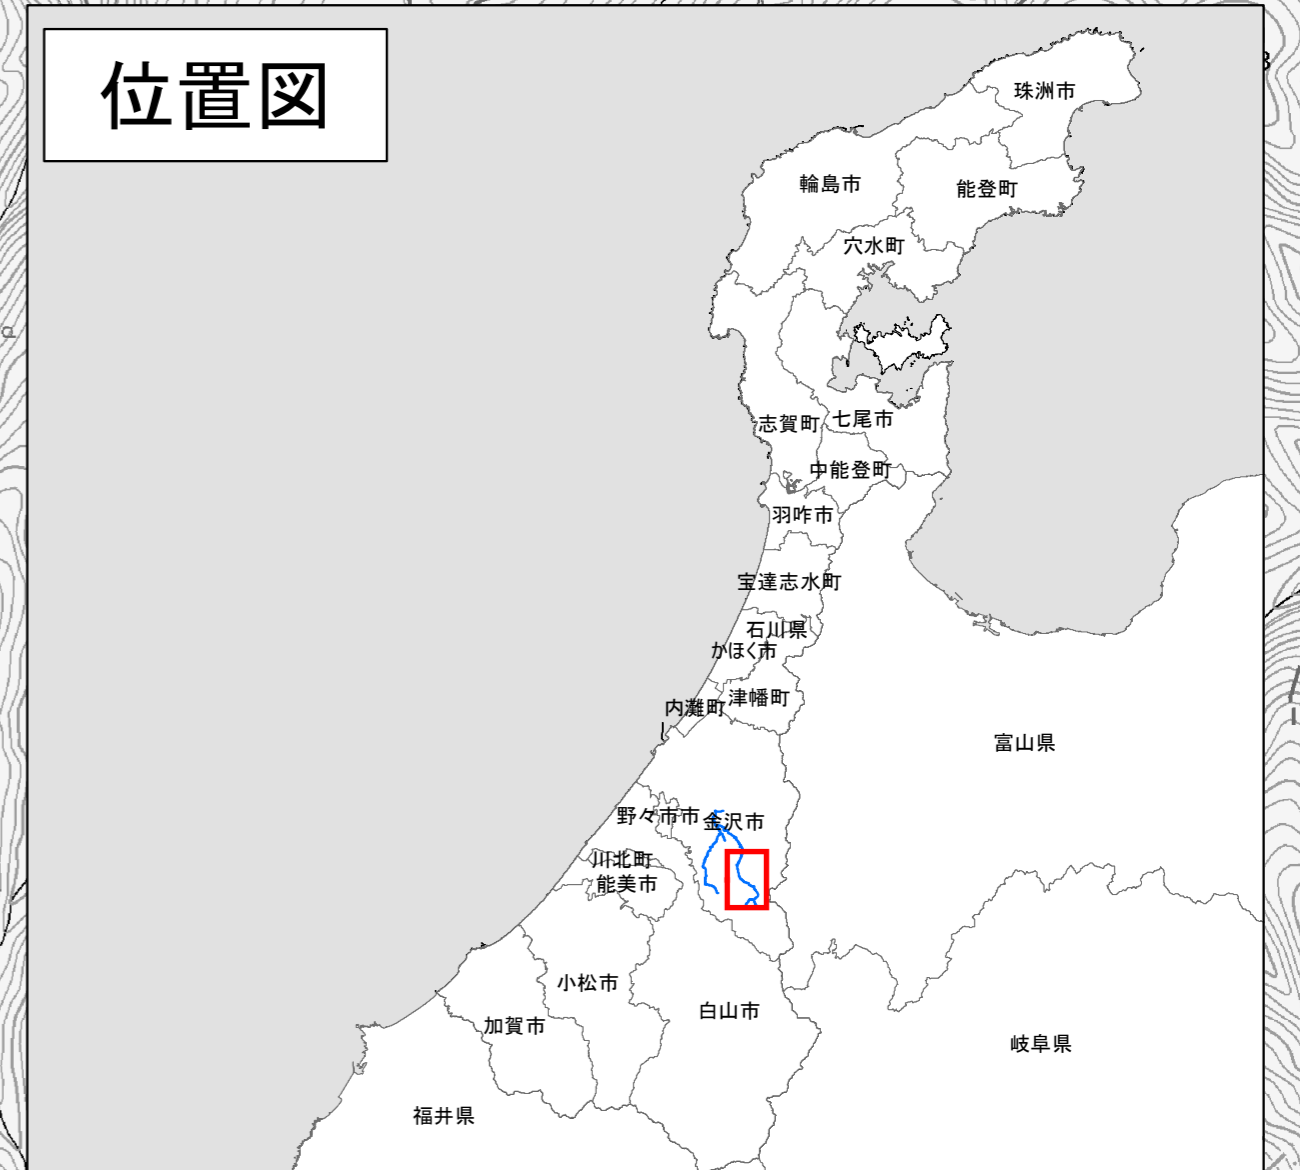 位置図
珠洲市
輪島市
能登町
穴水町
志賀町
七尾市
中能登町
羽咋市
宝達志水町
石川県
かほく市
津幡町
内灘町
富山県
野々市市
金沢市
川北町
能美市
小松市
白山市
加賀市
岐阜県
福井県